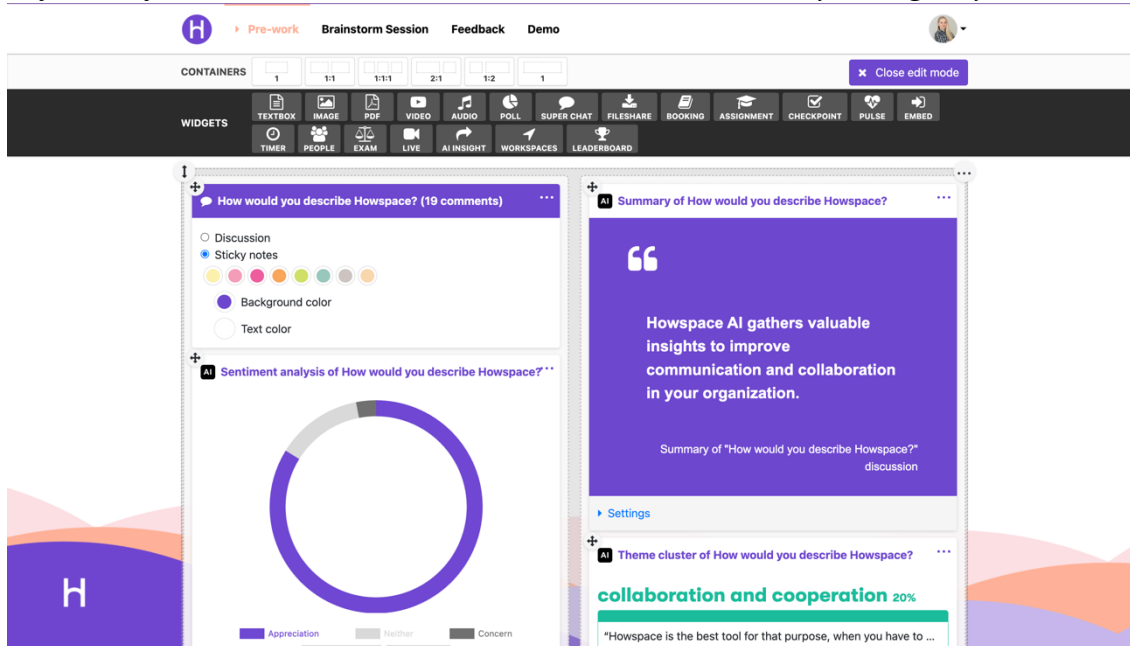 H
Pre-work Brainstorm Session Feedback Demo
CONTAINERS 1 1:1 1:1:1 2:1 1:2 1
Close edit mode
WIDGETS
TEXTBOX IMAGE PDF VIDEO AUDIO POLL SUPER CHAT FILESHARE BOOKING ASSIGNMENT CHECKPOINT PULSE EMBED
TIMER PEOPLE EXAM LIVE AI INSIGHT WORKSPACES LEADERBOARD
How would you describe Howspace? (19 comments)
Discussion
Sticky notes
Background color
Text color
AI Sentiment analysis of How would you describe Howspace?
Appreciation Neither Concern
AI Summary of How would you describe Howspace?
“
Howspace AI gathers valuable
insights to improve
communication and collaboration
in your organization.
Summary of "How would you describe Howspace?"
discussion
Settings
AI Theme cluster of How would you describe Howspace?
collaboration and cooperation 20%
“Howspace is the best tool for that purpose, when you have to ...
H